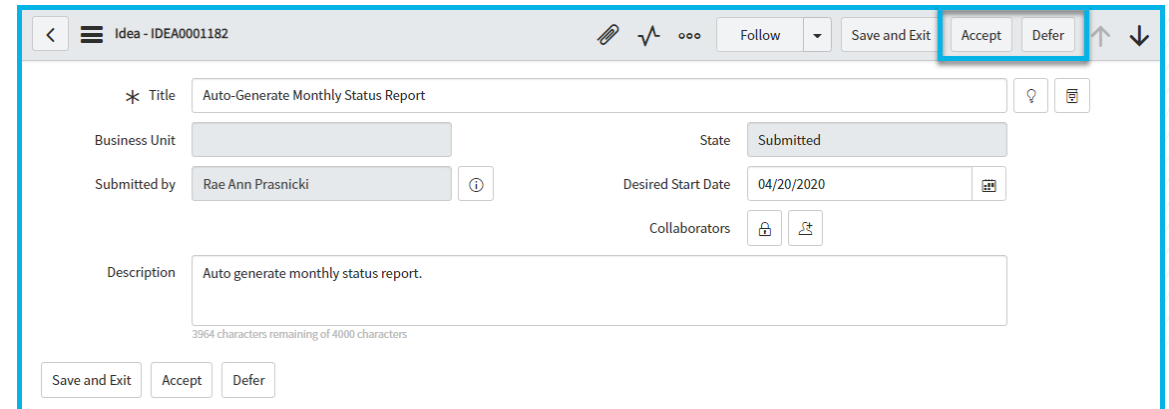 Idea - IDEA0001182 Follow Save and Exit Accept Defer
Title Auto-Generate Monthly Status Report
Business Unit State Submitted
Submitted by Rae Ann Prasnicki Desired Start Date 04/20/2020
Collaborators
Description Auto generate monthly status report.
3964 characters remaining of 4000 characters
Save and Exit Accept Defer